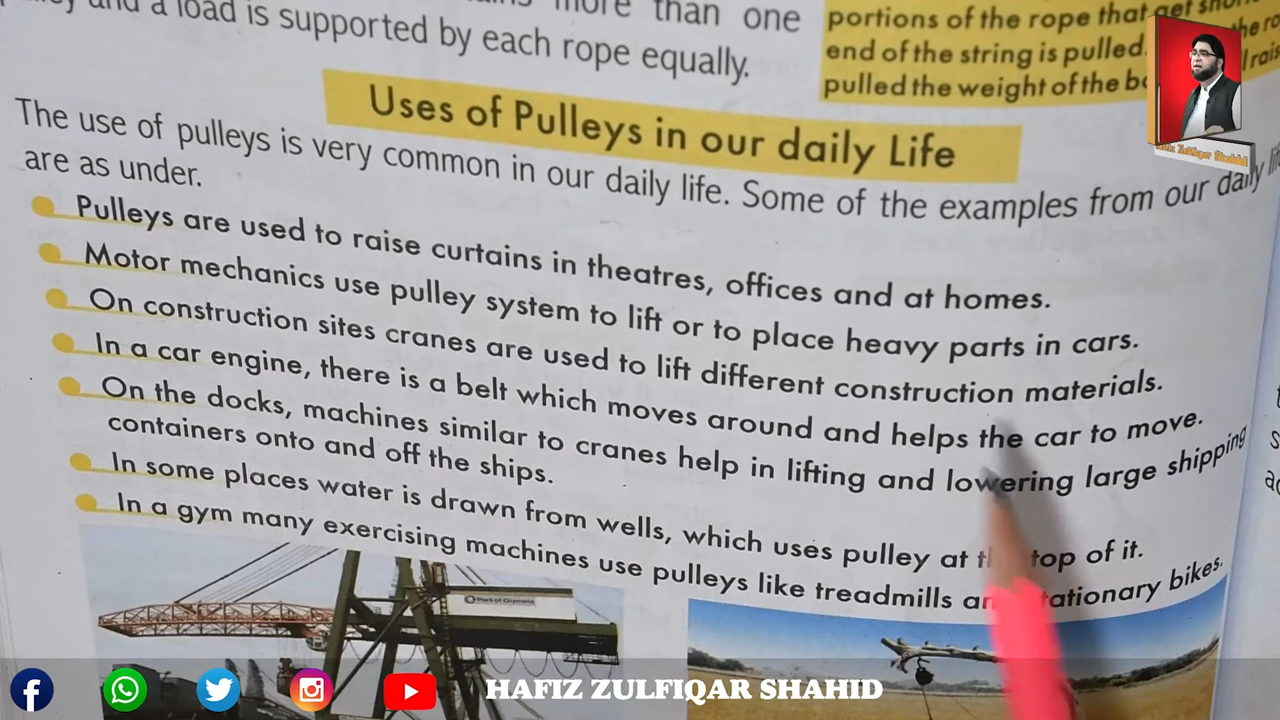 more than one
and a load is supported by each rope equally.
portions of the rope that get
end of the string is pulled.
pulled the weight of the
Uses of Pulleys in our daily Life
The use of pulleys is very common in our daily life. Some of the examples from our daily
are as under.
Pulleys are used to raise curtains in theatres, offices and at homes.
Motor mechanics use pulley system to lift or to place heavy parts in cars.
On construction sites cranes are used to lift different construction materials.
In a car engine, there is a belt which moves around and helps the car to move.
On the docks, machines similar to cranes help in lifting and lowering large shipping
containers onto and off the ships.
In some places water is drawn from wells, which uses pulley at top of it.
In a gym many exercising machines use pulleys like treadmills bikes.
Port of Olympia
Zulfiqar Shahid
HAFIZ ZULFIQAR SHAHID